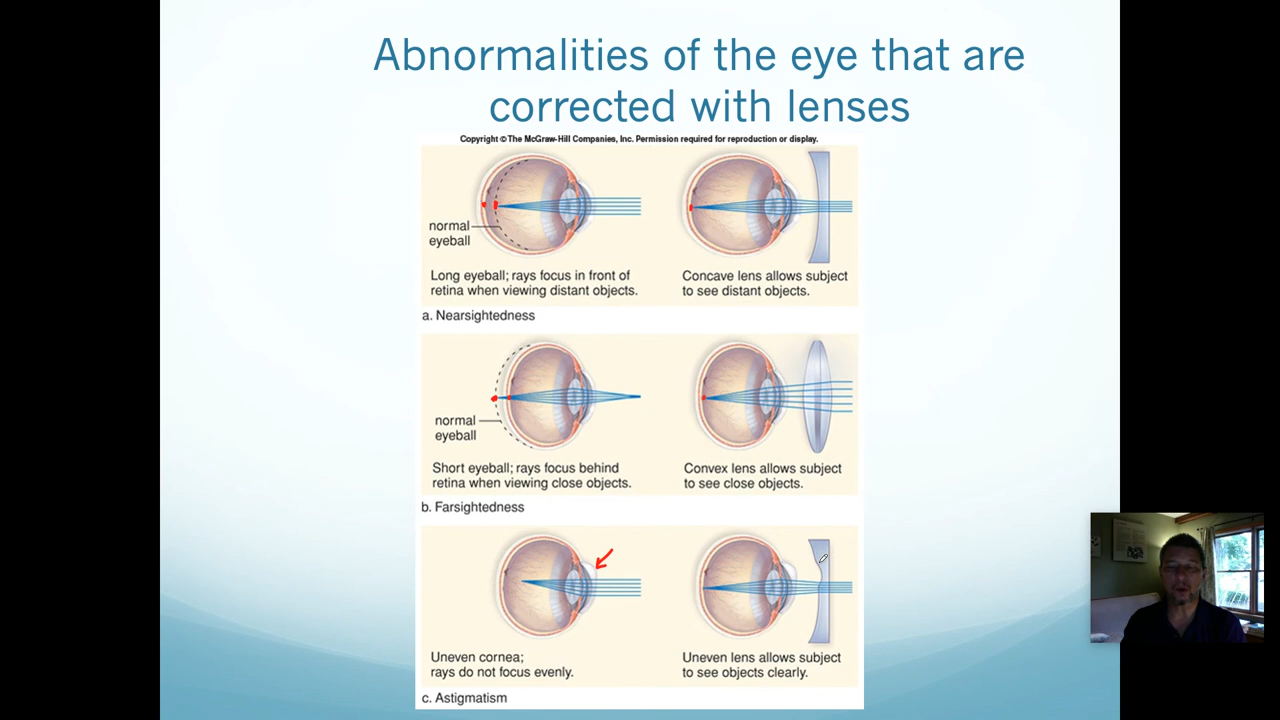 Abnormalities of the eye that are
corrected with lenses
Copyright © The McGraw-Hill Companies, Inc. Permission required for reproduction or display.
normal
eyeball
Long eyeball; rays focus in front of
retina when viewing distant objects.
Concave lens allows subject
to see distant objects.
a. Nearsightedness
normal
eyeball
Short eyeball; rays focus behind
retina when viewing close objects.
Convex lens allows subject
to see close objects.
b. Farsightedness
Uneven cornea;
rays do not focus evenly.
Uneven lens allows subject
to see objects clearly.
c. Astigmatism